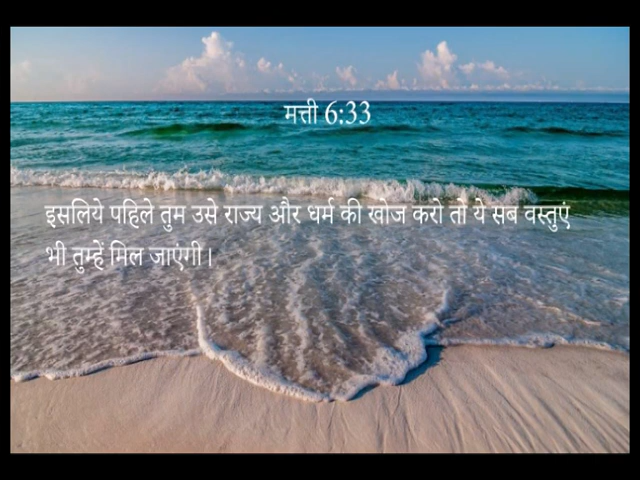 मत्ती 6:33
इसलिये पहिले तुम उसे राज्य और धर्म की खोज करो तो ये सब वस्तुएं
भी तुम्हें मिल जाएंगी।